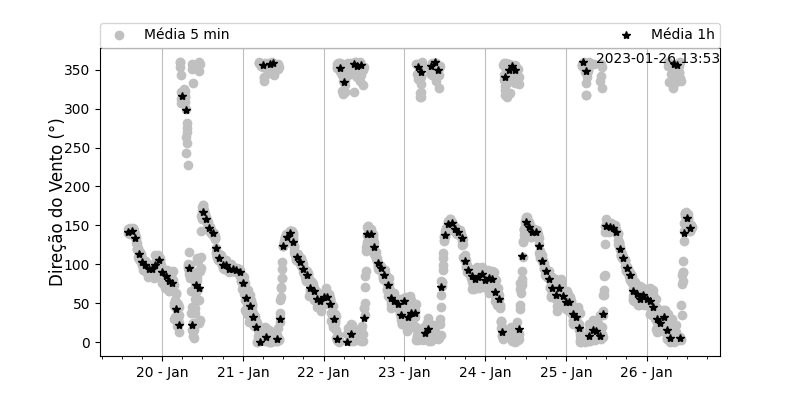 Média 5 min
Média 1h
2023-01-26 13:53
Direção do Vento (°)
350
300
250
200
150
100
50
0
20 - Jan
21 - Jan
22 - Jan
23 - Jan
24 - Jan
25 - Jan
26 - Jan